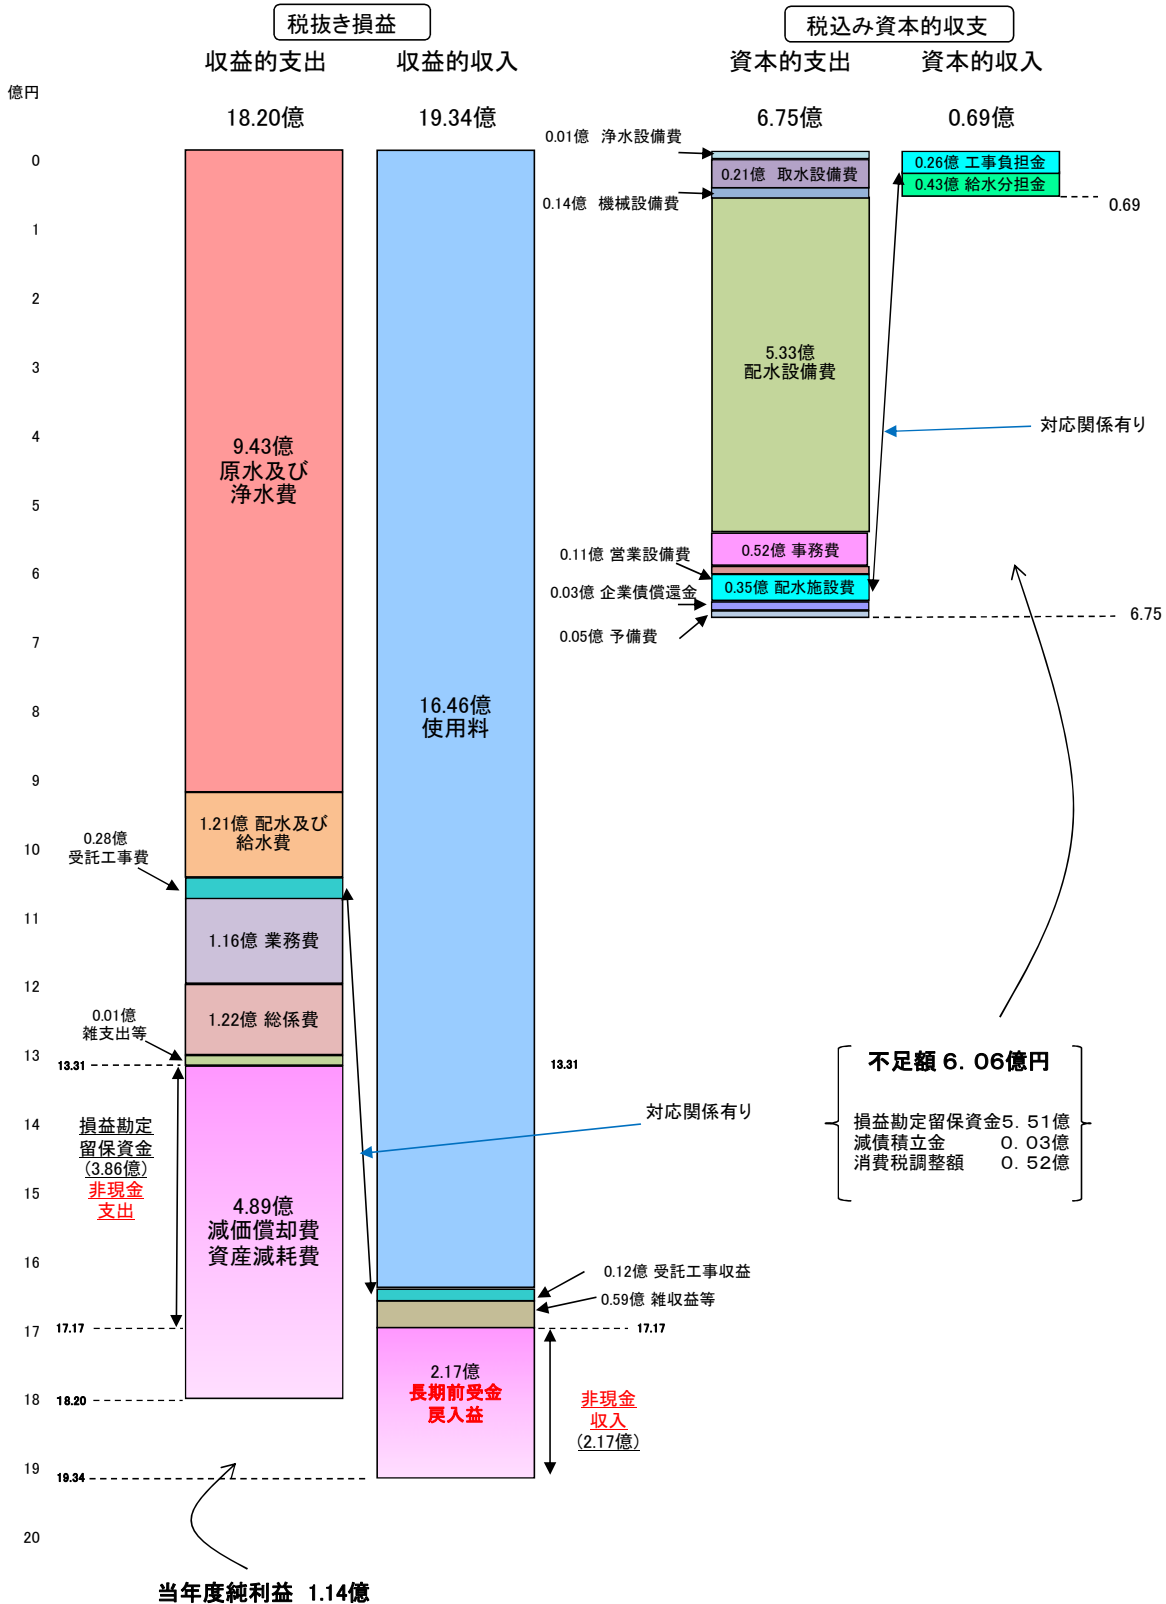 税抜き損益
税込み資本的収支
収益的支出
収益的収入
資本的支出
資本的収入
億円
18.20億
19.34億
6.75億
0.69億
0
1
2
3
4
5
6
7
8
9
10
11
12
13
13.31
14
15
16
17
17.17
18
18.20
19
19.34
20
9.43億
原水及び
浄水費
1.21億 配水及び
給水費
0.28億
受託工事費
1.16億 業務費
1.22億 総係費
0.01億
雑支出等
損益勘定
留保資金
(3.86億)
非現金
支出
4.89億
減価償却費
資産減耗費
16.46億
使用料
13.31
対応関係有り
0.12億 受託工事収益
0.59億 雑収益等
17.17
2.17億
長期前受金
戻入益
非現金
収入
(2.17億)
当年度純利益 1.14億
0.01億 浄水設備費
0.21億 取水設備費
0.14億 機械設備費
5.33億
配水設備費
0.52億 事務費
0.11億 営業設備費
0.35億 配水施設費
0.03億 企業債償還金
0.05億 予備費
0.26億 工事負担金
0.43億 給水分担金
0.69
対応関係有り
6.75
不足額 6.06億円
損益勘定留保資金5.51億
減債積立金 0.03億
消費税調整額 0.52億